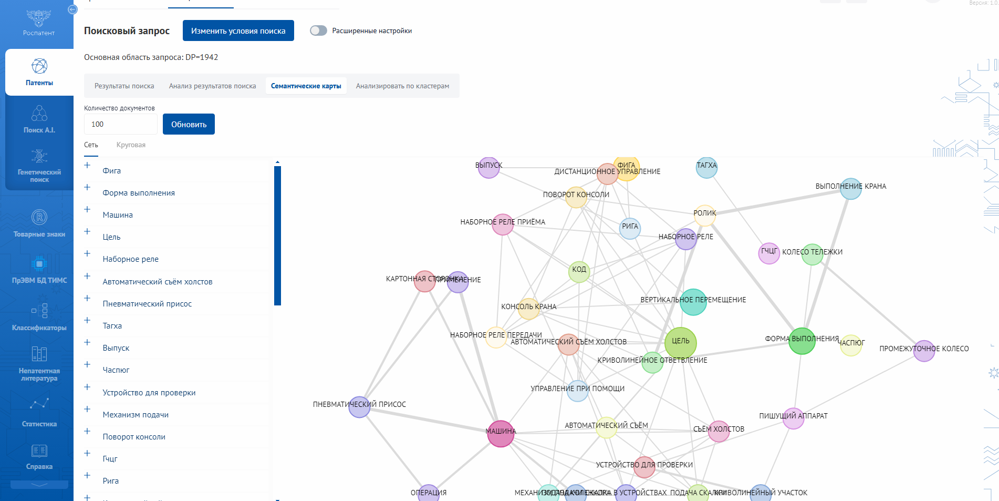 Версия: 1.0.
Роспатент
Патенты
Поиск A.I.
Генетический
поиск
Товарные знаки
ПрЭВМ БД ТИМС
Классификаторы
Непатентная
литература
Статистика
Справка
Поисковый запрос
Изменить условия поиска
Расширенные настройки
Основная область запроса: DP=1942
Результаты поиска
Анализ результатов поиска
Семантические карты
Анализировать по кластерам
Количество документов
100
Обновить
Сеть
Круговая
Фига
Форма выполнения
Машина
Цель
Наборное реле
Автоматический съём холстов
Пневматический присос
Тагха
Выпуск
Часпюг
Устройство для проверки
Механизм подачи
Поворот консоли
Гчцг
Рига
ВЫПУСК
ФИГА
ТАГХА
ДИСТАНЦИОННОЕ УПРАВЛЕНИЕ
ВЫПОЛНЕНИЕ КРАНА
ПОВОРОТ КОНСОЛИ
РОЛИК
НАБОРНОЕ РЕЛЕ ПРИЁМА
РИГА
НАБОРНОЕ РЕЛЕ
ГЧЦГ
КОЛЕСО ТЕЛЕЖКИ
КОД
КАРТОННАЯ СТОРОНКА
ПРИМЕНЕНИЕ
ВЕРТИКАЛЬНОЕ ПЕРЕМЕЩЕНИЕ
КОНСОЛЬ КРАНА
НАБОРНОЕ РЕЛЕ ПЕРЕДАЧИ
АВТОМАТИЧЕСКИЙ СЪЁМ ХОЛСТОВ
ЦЕЛЬ
ФОРМА ВЫПОЛНЕНИЯ
ЧАСПЮГ
ПРОМЕЖУТОЧНОЕ КОЛЕСО
КРИВОЛИНЕЙНОЕ ОТВЕТВЛЕНИЕ
УПРАВЛЕНИЕ ПРИ ПОМОЩИ
ПНЕВМАТИЧЕСКИЙ ПРИСОС
ПИШУЩИЙ АППАРАТ
АВТОМАТИЧЕСКИЙ СЪЁМ
МАШИНА
СЪЁМ ХОЛСТОВ
УСТРОЙСТВО ДЛЯ ПРОВЕРКИ
ОПЕРАЦИЯ
В УСТРОЙСТВАХ
ПОДАЧА СКАЛКИ
КРИВОЛИНЕЙНЫЙ УЧАСТОК